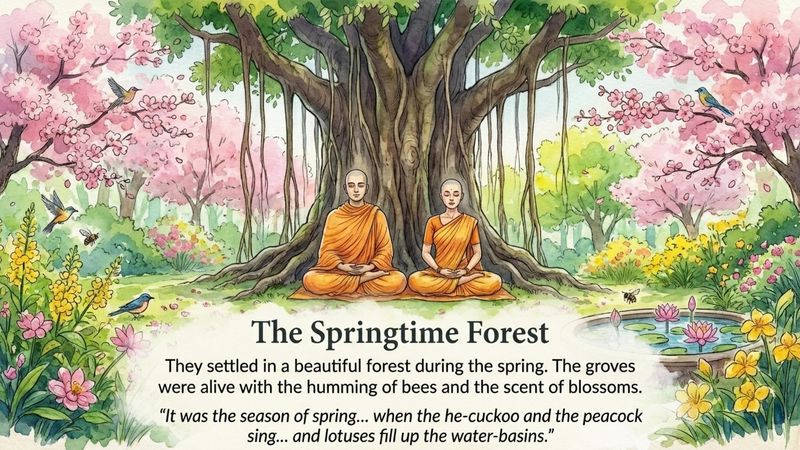 The Springtime Forest
They settled in a beautiful forest during the spring. The groves
were alive with the humming of bees and the scent of blossoms.
“It was the season of spring... when the he-cuckoo and the peacock
sing... and lotuses fill up the water-basins.”